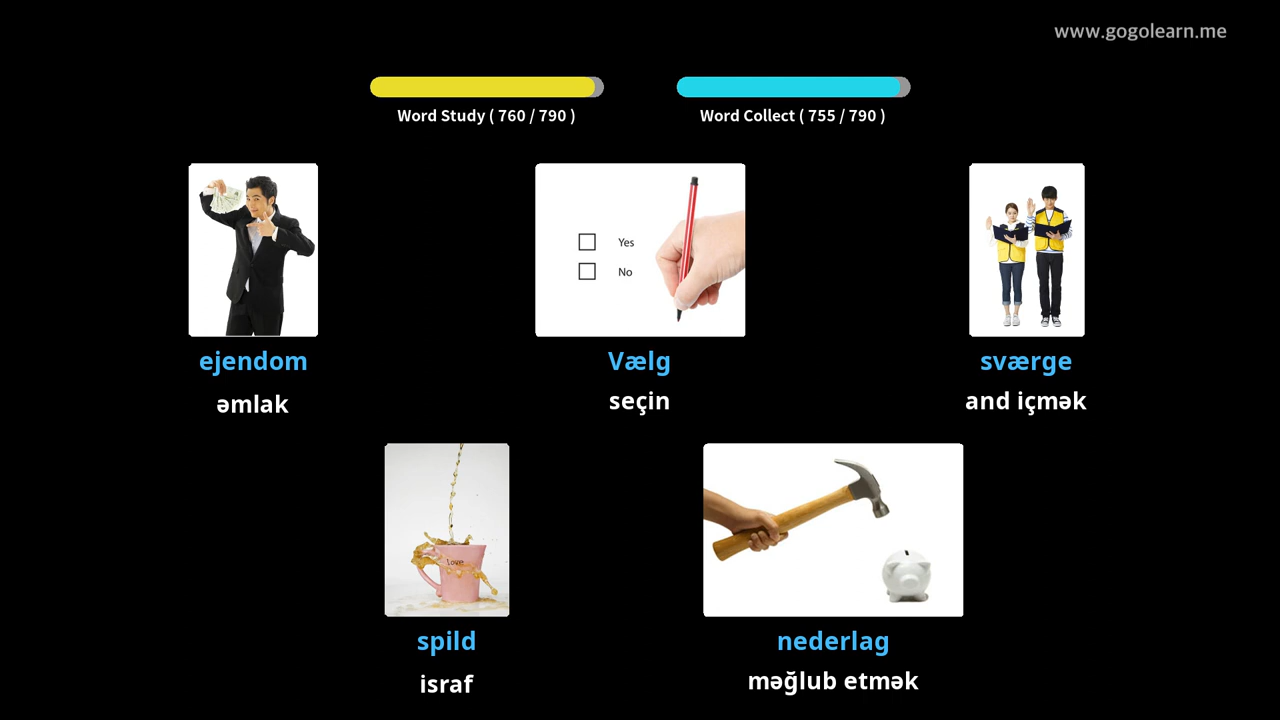 www.gogolearn.me
Word Study ( 760 / 790 )
Word Collect ( 755 / 790 )
Yes
No
ejendom
Vælg
sværge
əmlak
seçin
and içmək
love
spild
nederlag
israf
məğlub etmək